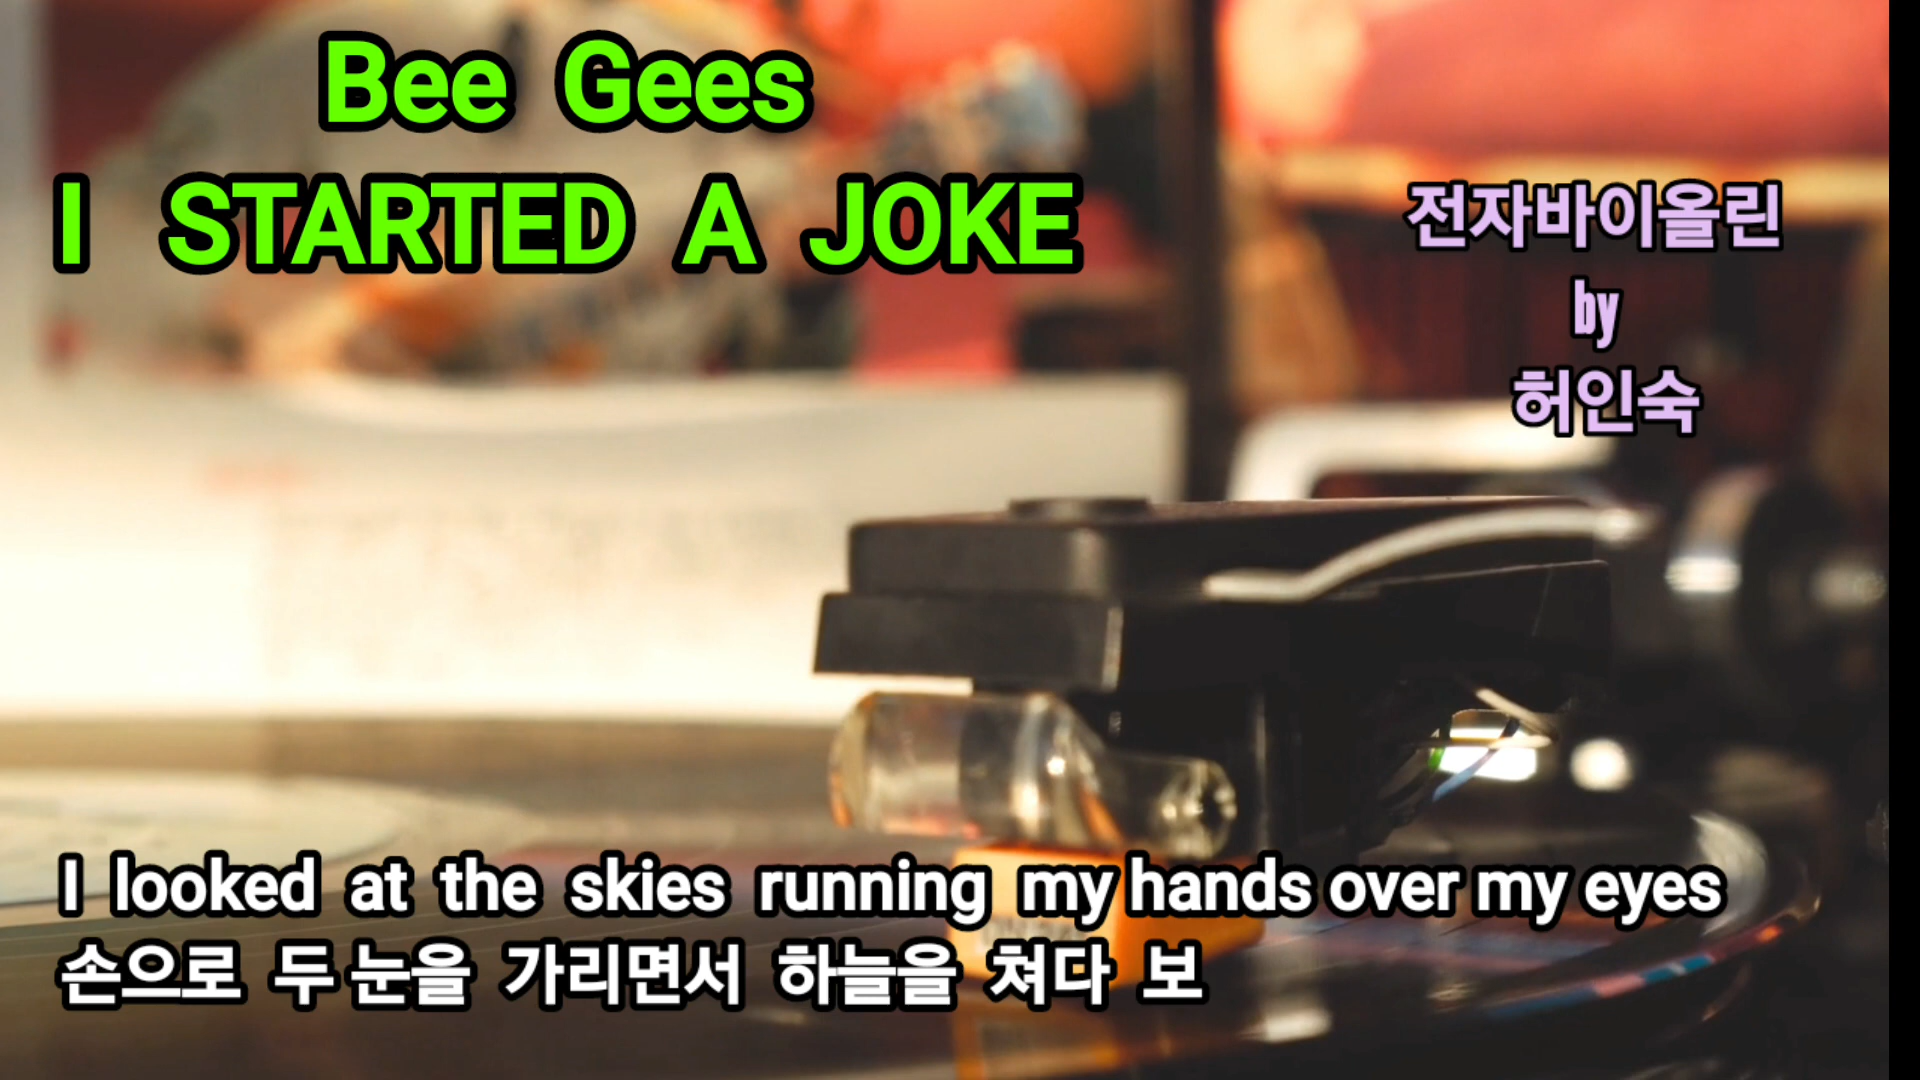 Bee Gees
I STARTED A JOKE
전자바이올린
by
허인숙
I looked at the skies running my hands over my eyes
손으로 두 눈을 가리면서 하늘을 쳐다 보